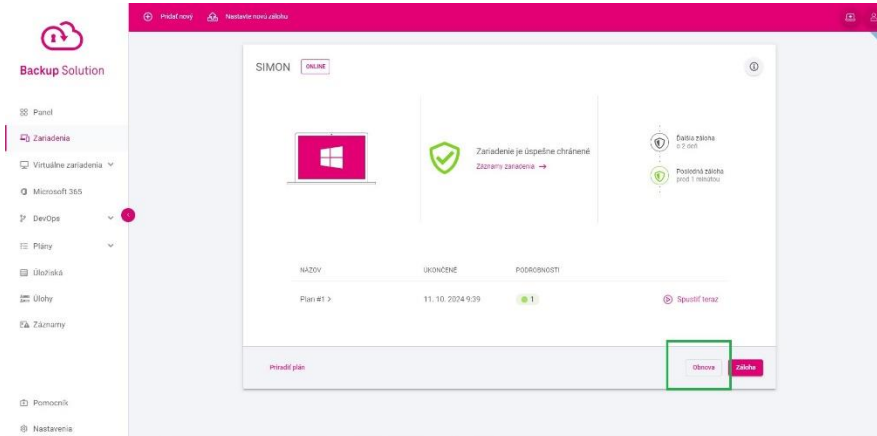 Pridať nový
Nastavte novú zálohu
Backup Solution
Panel
Zariadenia
Virtuálne zariadenia
Microsoft 365
DevOps
Plány
Úložiská
Úlohy
Záznamy
Pomocník
Nastavenia
SIMON
ONLINE
Zariadenie je úspešne chránené
Záznamy zariadenia →
Ďalšia záloha
o 2 dni
Posledná záloha
pred 1 minútou
NÁZOV UKONČENÉ PODROBNOSTI
Plan #1 > 11. 10. 2024 9:39 1 Spustiť teraz
Priradiť plán
Obnova
Záloha